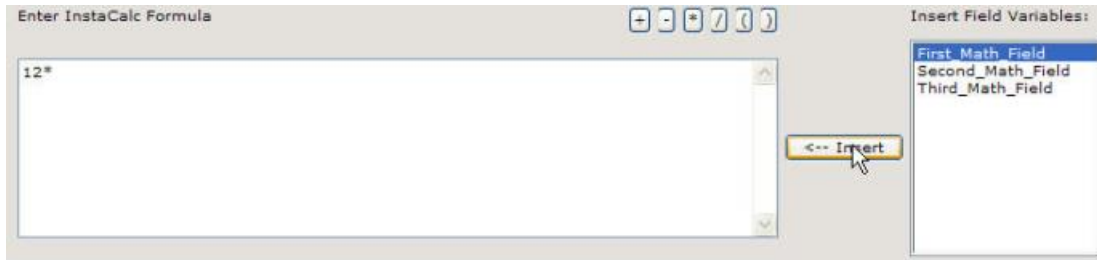 Enter InstaCalc Formula
+ - * / ( )
Insert Field Variables:
12*
<-- Insert
First_Math_Field
Second_Math_Field
Third_Math_Field